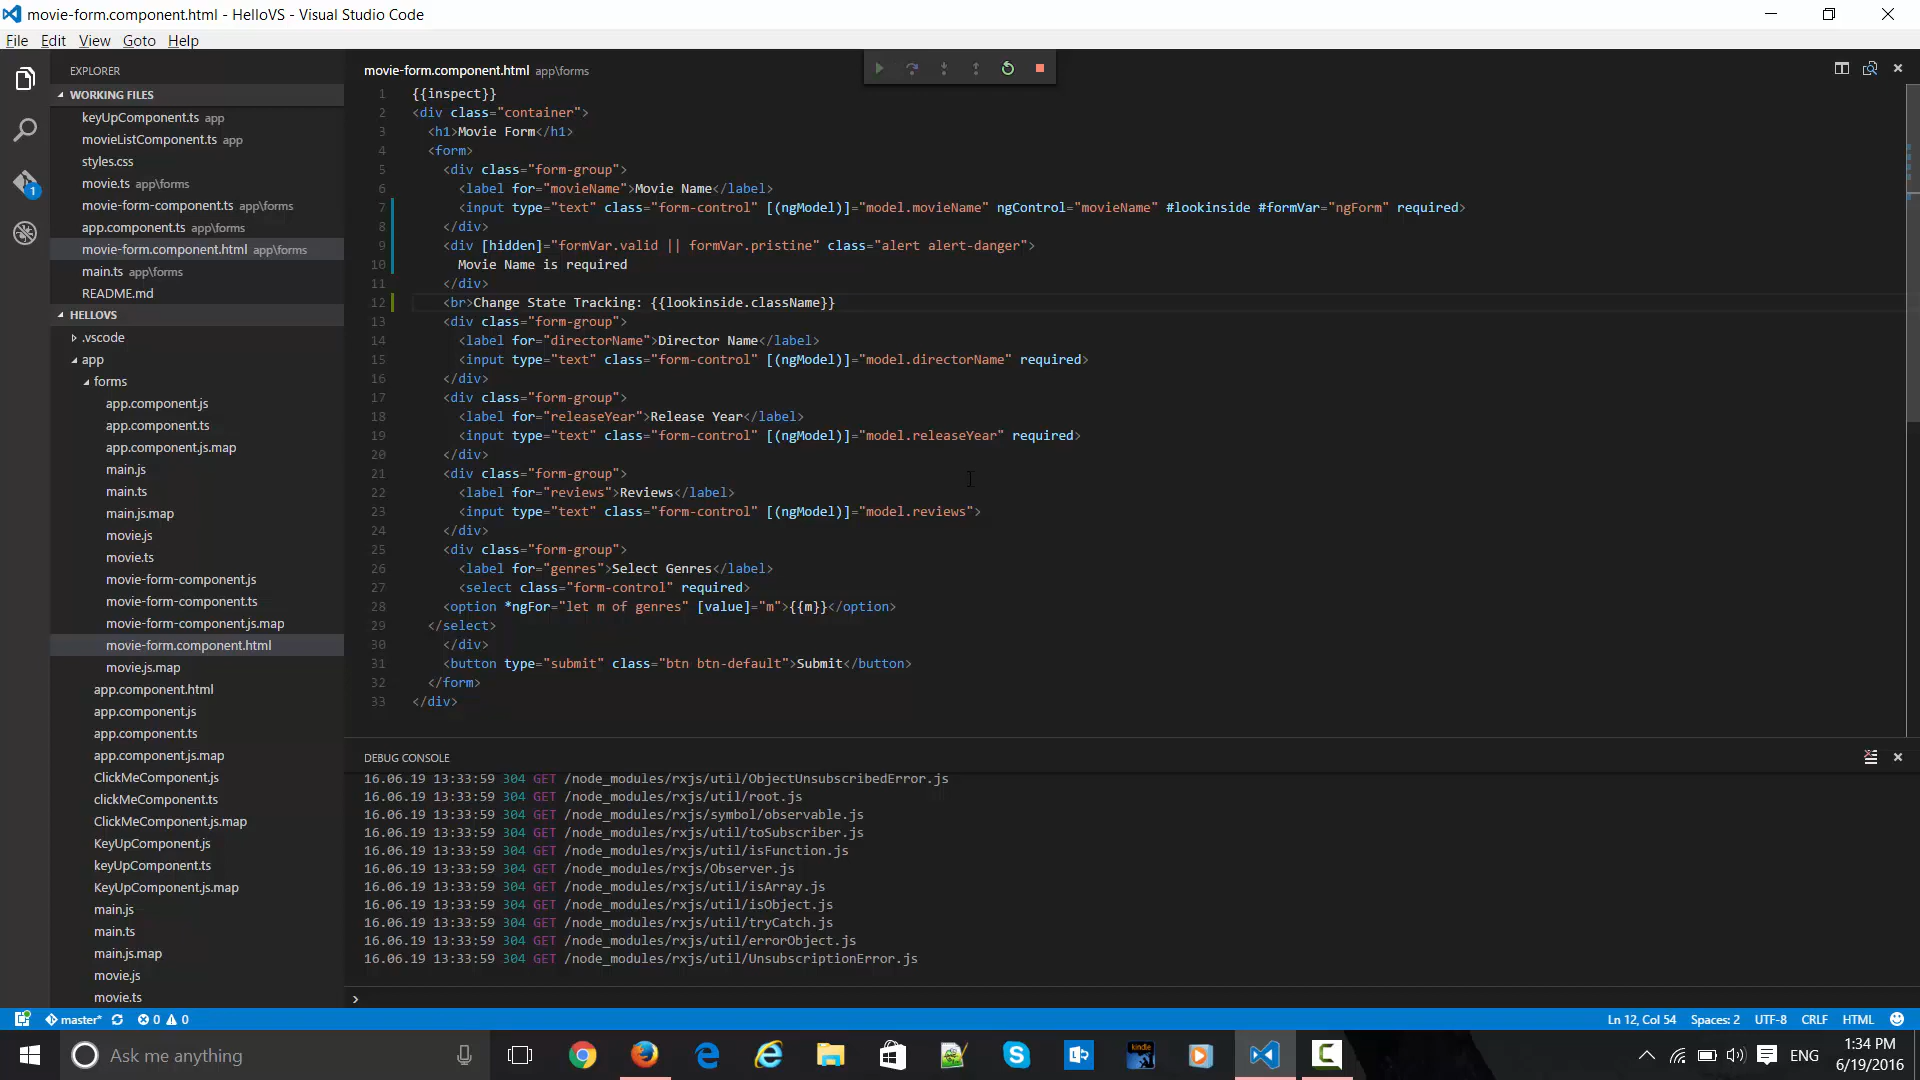 movie-form.component.html - HelloVS - Visual Studio Code
File Edit View Goto Help
EXPLORER
WORKING FILES
keyUpComponent.ts app
movieListComponent.ts app
styles.css
movie.ts app\forms
movie-form-component.ts app\forms
app.component.ts app\forms
movie-form.component.html app\forms
main.ts app\forms
README.md
HELLOVS
.vscode
app
forms
app.component.js
app.component.ts
app.component.js.map
main.js
main.ts
main.js.map
movie.js
movie.ts
movie-form-component.js
movie-form-component.ts
movie-form-component.js.map
movie-form.component.html
movie.js.map
app.component.html
app.component.js
app.component.ts
app.component.js.map
ClickMeComponent.js
clickMeComponent.ts
ClickMeComponent.js.map
KeyUpComponent.js
keyUpComponent.ts
KeyUpComponent.js.map
main.js
main.ts
main.js.map
movie.js
movie.ts
1
movie-form.component.html app\forms
1 {{inspect}}
2 <div class="container">
3 <h1>Movie Form</h1>
4 <form>
5 <div class="form-group">
6 <label for="movieName">Movie Name</label>
7 <input type="text" class="form-control" [(ngModel)]="model.movieName" ngControl="movieName" #lookinside #formVar="ngForm" required>
8 </div>
9 <div [hidden]="formVar.valid || formVar.pristine" class="alert alert-danger">
10 Movie Name is required
11 </div>
12 <br>Change State Tracking: {{lookinside.className}}
13 <div class="form-group">
14 <label for="directorName">Director Name</label>
15 <input type="text" class="form-control" [(ngModel)]="model.directorName" required>
16 </div>
17 <div class="form-group">
18 <label for="releaseYear">Release Year</label>
19 <input type="text" class="form-control" [(ngModel)]="model.releaseYear" required>
20 </div>
21 <div class="form-group">
22 <label for="reviews">Reviews</label>
23 <input type="text" class="form-control" [(ngModel)]="model.reviews">
24 </div>
25 <div class="form-group">
26 <label for="genres">Select Genres</label>
27 <select class="form-control" required>
28 <option *ngFor="let m of genres" [value]="m">{{m}}</option>
29 </select>
30 </div>
31 <button type="submit" class="btn btn-default">Submit</button>
32 </form>
33 </div>
DEBUG CONSOLE
16.06.19 13:33:59 304 GET /node_modules/rxjs/util/ObjectUnsubscribedError.js
16.06.19 13:33:59 304 GET /node_modules/rxjs/util/root.js
16.06.19 13:33:59 304 GET /node_modules/rxjs/symbol/observable.js
16.06.19 13:33:59 304 GET /node_modules/rxjs/util/toSubscriber.js
16.06.19 13:33:59 304 GET /node_modules/rxjs/util/isFunction.js
16.06.19 13:33:59 304 GET /node_modules/rxjs/Observer.js
16.06.19 13:33:59 304 GET /node_modules/rxjs/util/isArray.js
16.06.19 13:33:59 304 GET /node_modules/rxjs/util/isObject.js
16.06.19 13:33:59 304 GET /node_modules/rxjs/util/tryCatch.js
16.06.19 13:33:59 304 GET /node_modules/rxjs/util/errorObject.js
16.06.19 13:33:59 304 GET /node_modules/rxjs/util/UnsubscriptionError.js
master* 0 0 Ln 12, Col 54 Spaces: 2 UTF-8 CRLF HTML
Ask me anything
kindle
ENG
1:34 PM
6/19/2016